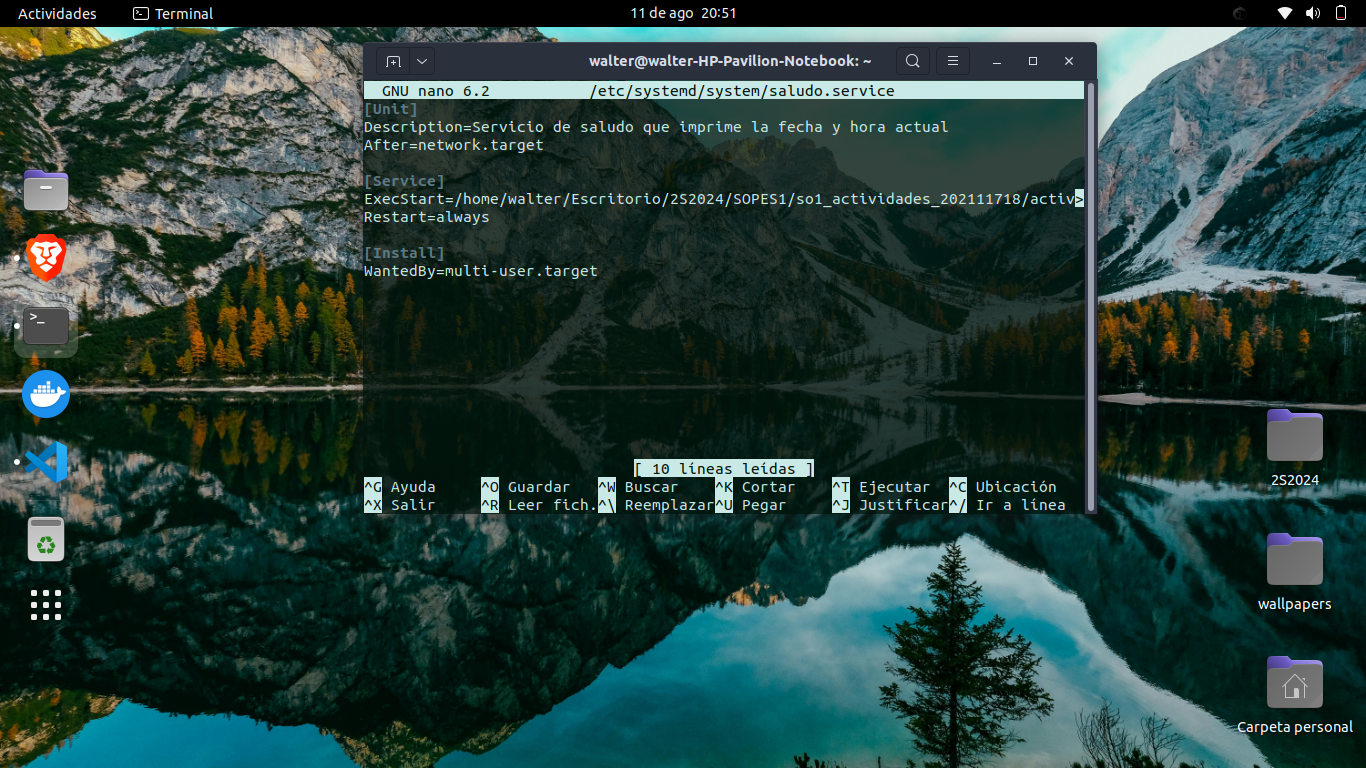 Actividades
Terminal
11 de ago 20:51
walter@walter-HP-Pavilion-Notebook: ~
GNU nano 6.2 /etc/systemd/system/saludo.service
[Unit]
Description=Servicio de saludo que imprime la fecha y hora actual
After=network.target
[Service]
ExecStart=/home/walter/Escritorio/2S2024/SOPES1/so1_actividades_202111718/activ>
Restart=always
[Install]
WantedBy=multi-user.target
[ 10 líneas leídas ]
^G Ayuda ^O Guardar ^W Buscar ^K Cortar ^T Ejecutar ^C Ubicación
^X Salir ^R Leer fich. ^\ Reemplazar ^U Pegar ^J Justificar ^/ Ir a línea
>_
2S2024
wallpapers
Carpeta personal